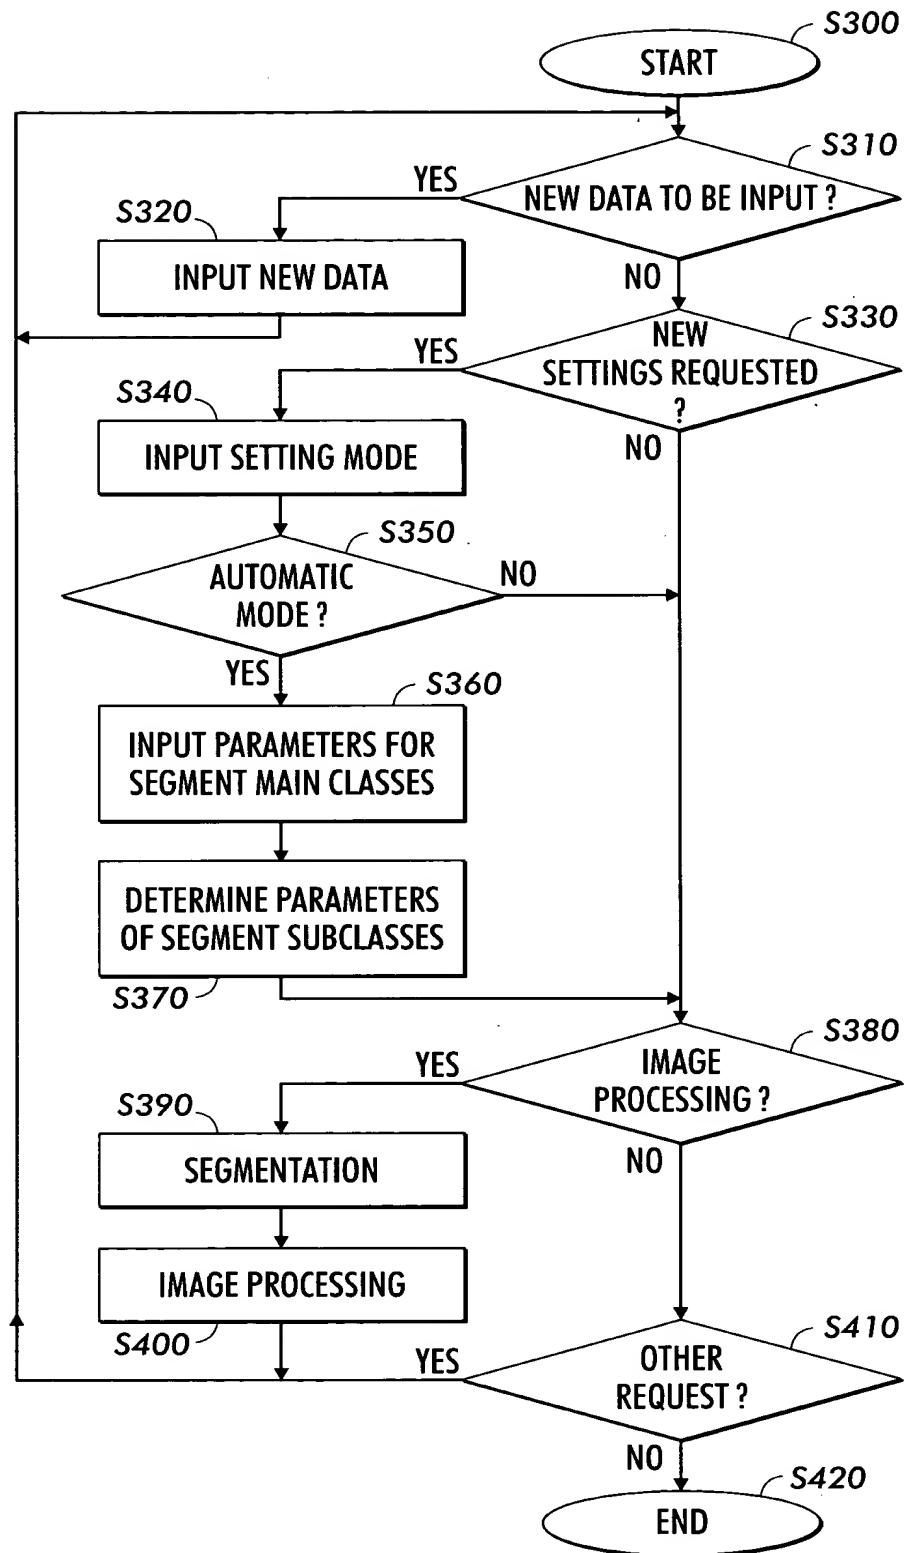 S300
START
S310
YES
NEW DATA TO BE INPUT ?
S320
INPUT NEW DATA
NO
S330
NEW
SETTINGS REQUESTED
?
YES
S340
INPUT SETTING MODE
NO
S350
AUTOMATIC
MODE ?
NO
YES
S360
INPUT PARAMETERS FOR
SEGMENT MAIN CLASSES
DETERMINE PARAMETERS
OF SEGMENT SUBCLASSES
S370
S380
IMAGE
PROCESSING ?
YES
S390
SEGMENTATION
NO
IMAGE PROCESSING
S400
S410
YES
OTHER
REQUEST ?
NO
S420
END